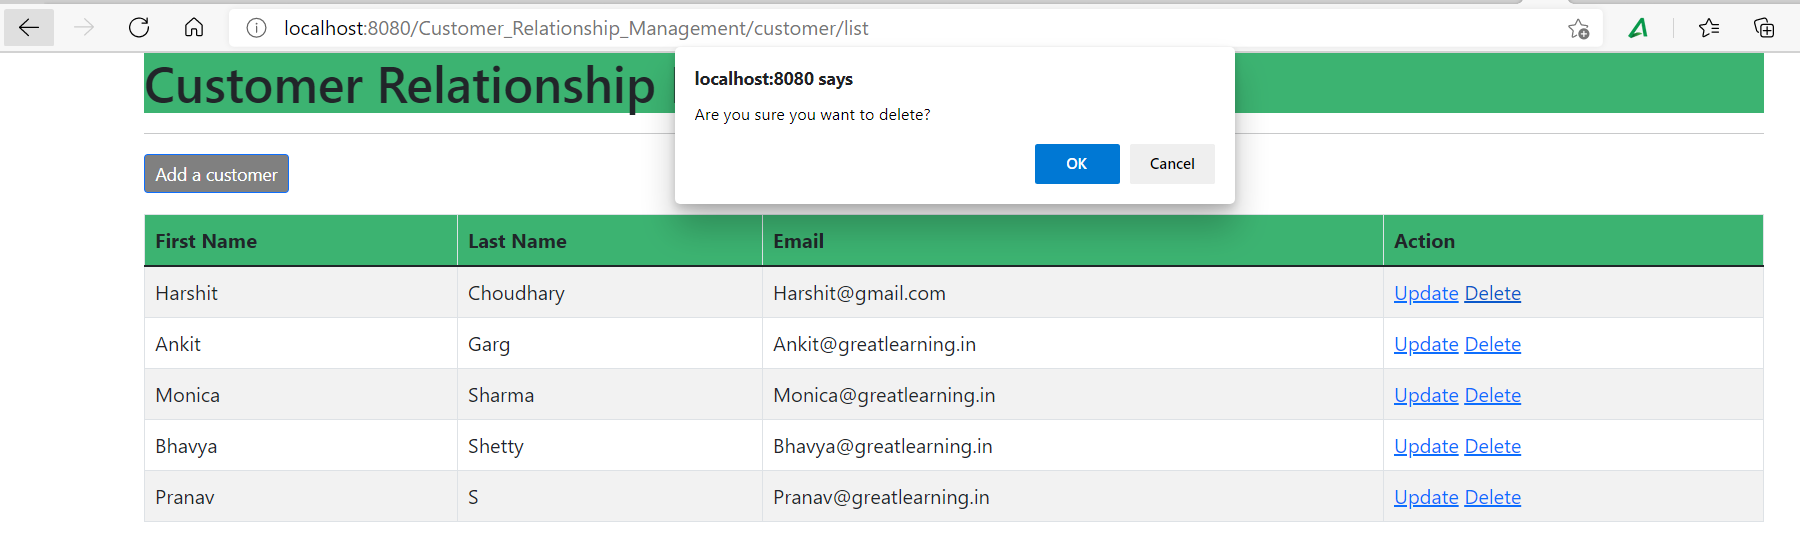 localhost:8080/Customer_Relationship_Management/customer/list
Customer Relationship
localhost:8080 says
Are you sure you want to delete?
OK Cancel
Add a customer
First Name Last Name Email Action
Harshit Choudhary Harshit@gmail.com Update Delete
Ankit Garg Ankit@greatlearning.in Update Delete
Monica Sharma Monica@greatlearning.in Update Delete
Bhavya Shetty Bhavya@greatlearning.in Update Delete
Pranav S Pranav@greatlearning.in Update Delete